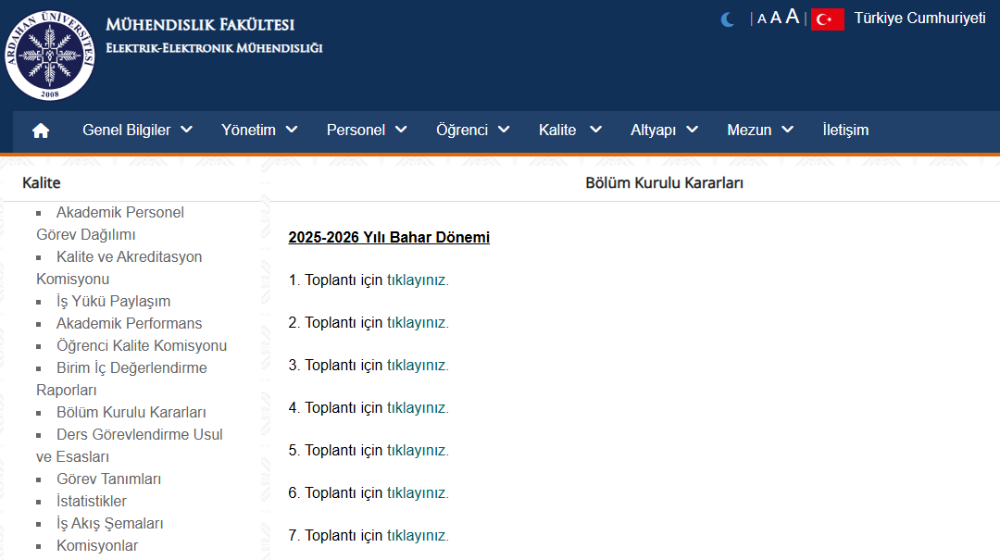 ARDAHAN ÜNİVERSİTESİ
2008
MÜHENDISLIK FAKÜLTESI
ELEKTRIK-ELEKTRONIK MÜHENDISLIĞI
| A A A | Türkiye Cumhuriyeti
Genel Bilgiler Yönetim Personel Öğrenci Kalite Altyapı Mezun İletişim
Kalite
Akademik Personel
Görev Dağılımı
Kalite ve Akreditasyon
Komisyonu
İş Yükü Paylaşım
Akademik Performans
Öğrenci Kalite Komisyonu
Birim İç Değerlendirme
Raporları
Bölüm Kurulu Kararları
Ders Görevlendirme Usul
ve Esasları
Görev Tanımları
İstatistikler
İş Akış Şemaları
Komisyonlar
Bölüm Kurulu Kararları
2025-2026 Yılı Bahar Dönemi
1. Toplantı için tıklayınız.
2. Toplantı için tıklayınız.
3. Toplantı için tıklayınız.
4. Toplantı için tıklayınız.
5. Toplantı için tıklayınız.
6. Toplantı için tıklayınız.
7. Toplantı için tıklayınız.